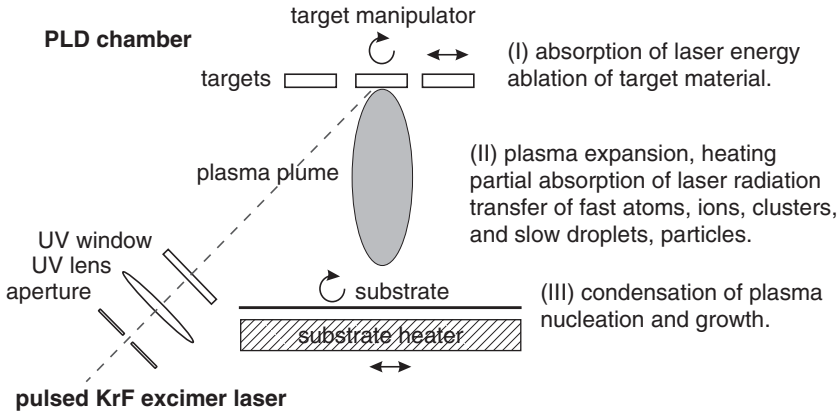 target manipulator
PLD chamber
targets
(I) absorption of laser energy
ablation of target material.
plasma plume
(II) plasma expansion, heating
partial absorption of laser radiation
transfer of fast atoms, ions, clusters,
and slow droplets, particles.
UV window
UV lens
aperture
substrate
substrate heater
(III) condensation of plasma
nucleation and growth.
pulsed KrF excimer laser